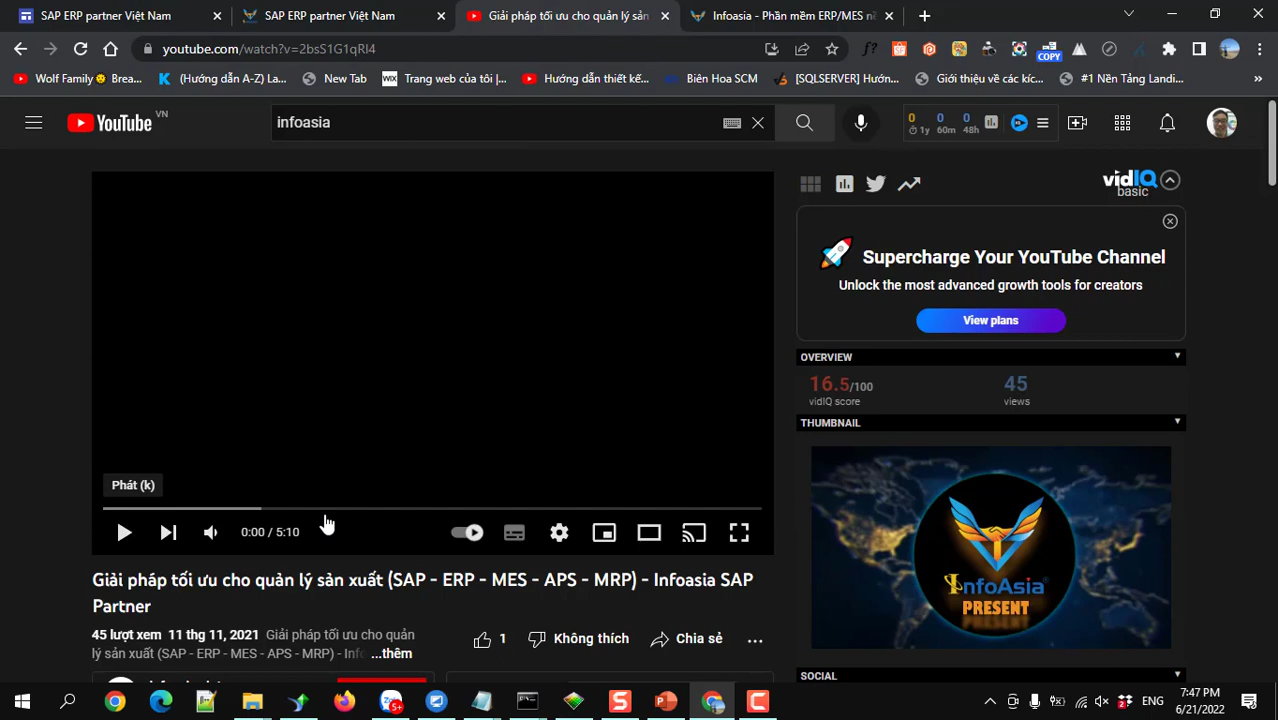 SAP ERP partner Việt Nam
SAP ERP partner Việt Nam
Giải pháp tối ưu cho quản lý sản
Infoasia - Phần mềm ERP/MES
youtube.com/watch?v=2bsS1G1qRI4
f?
COPY
Wolf Family Brea...
(Hướng dẫn A-Z) La...
New Tab
WIX
Trang web của tôi |...
Hướng dẫn thiết kế...
Biên Hoa SCM
[SQLSERVER] Hướn...
Giới thiệu về các kíc...
#1 Nền Tảng Landi...
YouTube VN
infoasia
0 0 0
1y 60m 48h
vidIQ
basic
Supercharge Your YouTube Channel
Unlock the most advanced growth tools for creators
View plans
OVERVIEW
16.5/100
vidIQ score
45
views
THUMBNAIL
InfoAsia®
PRESENT
SOCIAL
Phát (k)
0:00 / 5:10
Giải pháp tối ưu cho quản lý sản xuất (SAP - ERP - MES - APS - MRP) - Infoasia SAP
Partner
45 lượt xem 11 thg 11, 2021 Giải pháp tối ưu cho quản
lý sản xuất (SAP - ERP - MES - APS - MRP) - Inf ...thêm
1
Không thích
Chia sẻ
5+
ENG
7:47 PM
6/21/2022